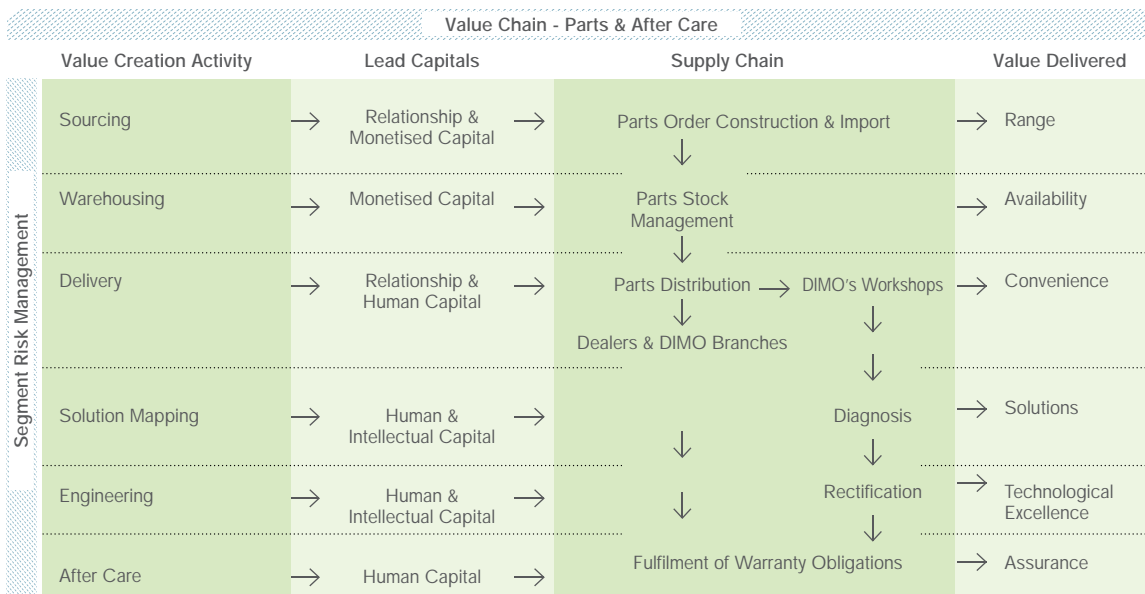 Value Chain - Parts & After Care
Value Creation Activity
Lead Capitals
Supply Chain
Value Delivered
Segment Risk Management
Sourcing
Relationship &
Monetised Capital
Parts Order Construction & Import
Range
Warehousing
Monetised Capital
Parts Stock
Management
Availability
Delivery
Relationship &
Human Capital
Parts Distribution
DIMO's Workshops
Convenience
Dealers & DIMO Branches
Solution Mapping
Human &
Intellectual Capital
Diagnosis
Solutions
Engineering
Human &
Intellectual Capital
Rectification
Technological
Excellence
After Care
Human Capital
Fulfilment of Warranty Obligations
Assurance